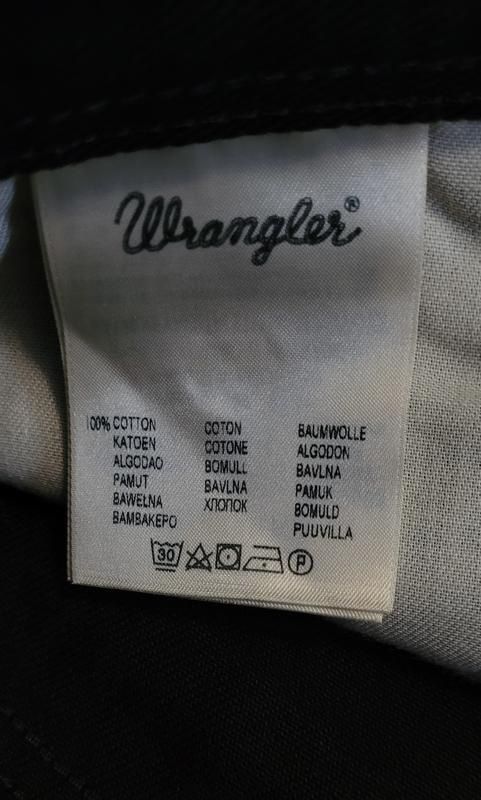 Wrangler®
100% COTTON
KATOEN
ALGODAO
PAMUT
BAWEŁNA
BAMBAKEPO
COTON
COTONE
BOMULL
BAVLNA
ХЛОПОК
BAUMWOLLE
ALGODON
BAVLNA
PAMUK
BOMULD
PUUVILLA
30
P